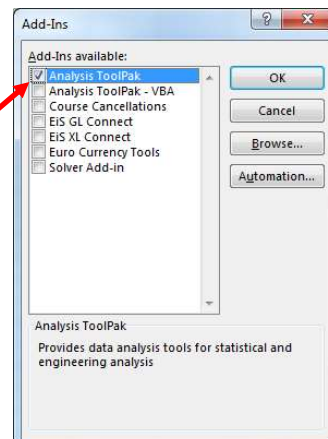 Add-Ins
Add-Ins available:
Analysis ToolPak
Analysis ToolPak - VBA
Course Cancellations
EiS GL Connect
EiS XL Connect
Euro Currency Tools
Solver Add-in
OK
Cancel
Browse...
Automation...
Analysis ToolPak
Provides data analysis tools for statistical and
engineering analysis